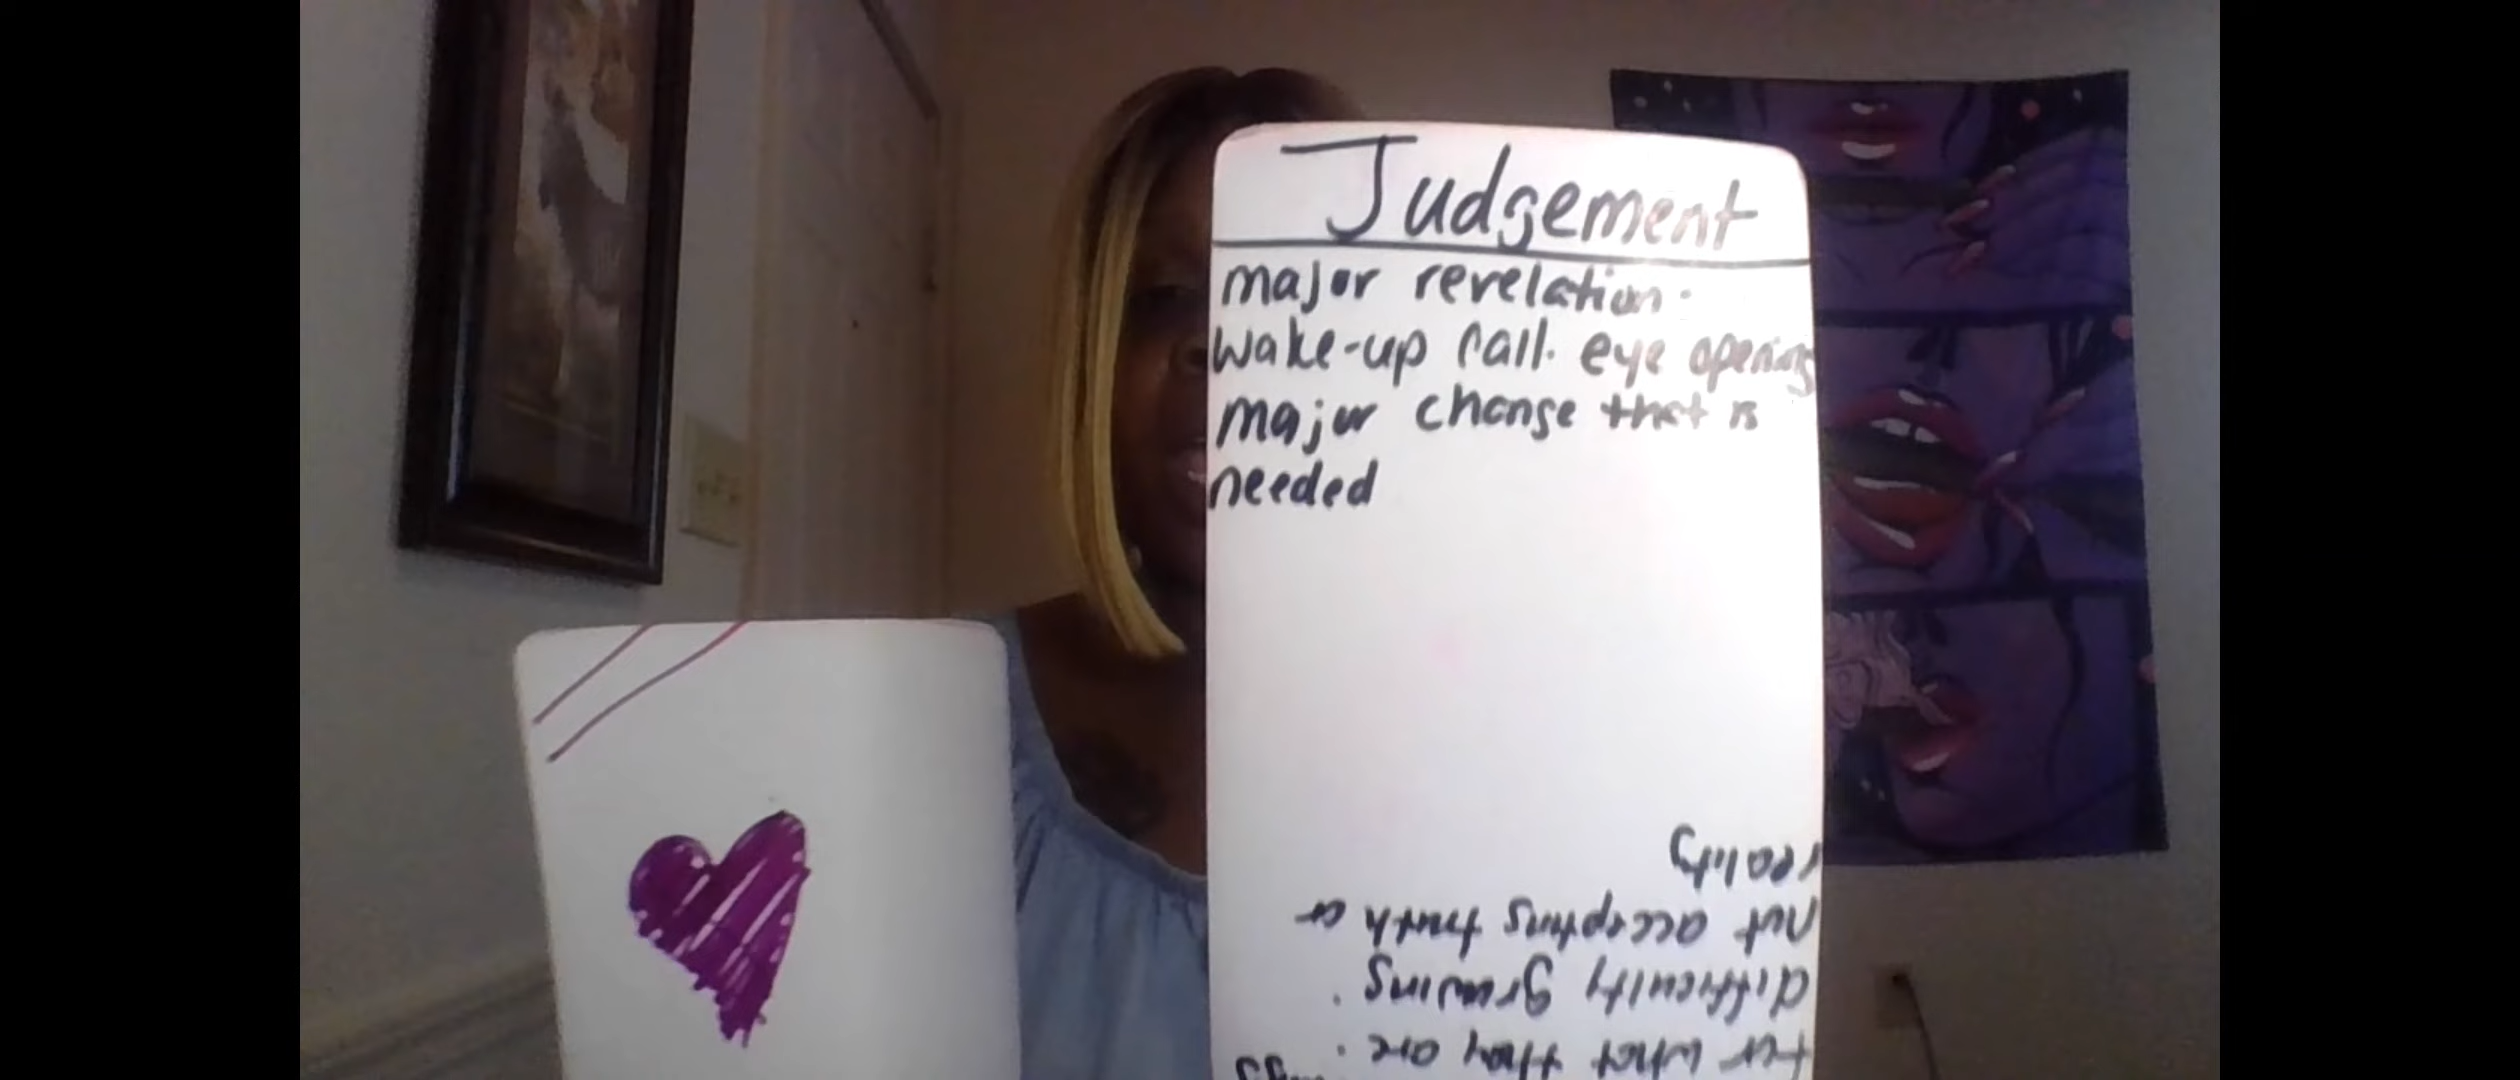 Judgement
major revelation.
wake-up call. eye opening
major change that is
needed
for what they are.
difficulty growing.
not accepting truth or
reality